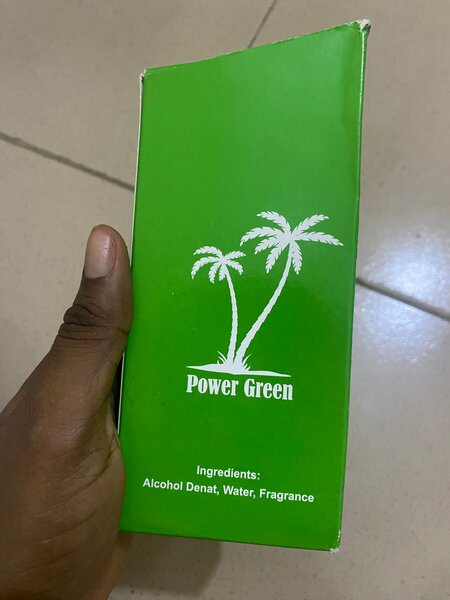 Power Green
Ingredients:
Alcohol Denat, Water, Fragrance